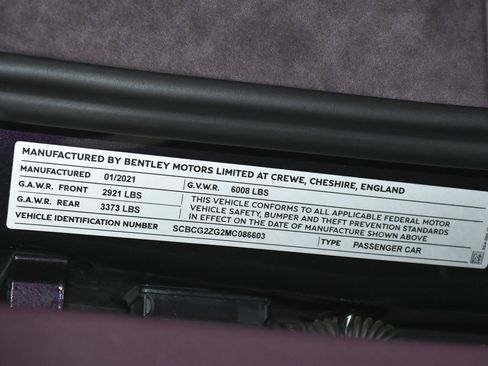 MANUFACTURED BY BENTLEY MOTORS LIMITED AT CREWE, CHESHIRE, ENGLAND
MANUFACTURED 01/2021 G.V.W.R. 6008 LBS
G.A.W.R. FRONT 2921 LBS
G.A.W.R. REAR 3373 LBS
THIS VEHICLE CONFORMS TO ALL APPLICABLE FEDERAL MOTOR
VEHICLE SAFETY, BUMPER AND THEFT PREVENTION STANDARDS
IN EFFECT ON THE DATE OF MANUFACTURE SHOWN ABOVE
VEHICLE IDENTIFICATION NUMBER SCBCG2ZG2MC086603 TYPE PASSENGER CAR